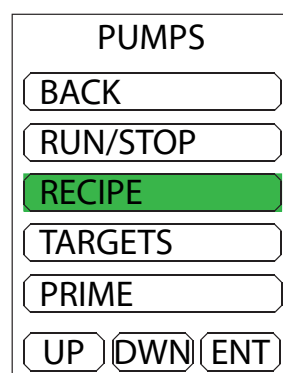 PUMPS
BACK
RUN/STOP
RECIPE
TARGETS
PRIME
UP DWN ENT